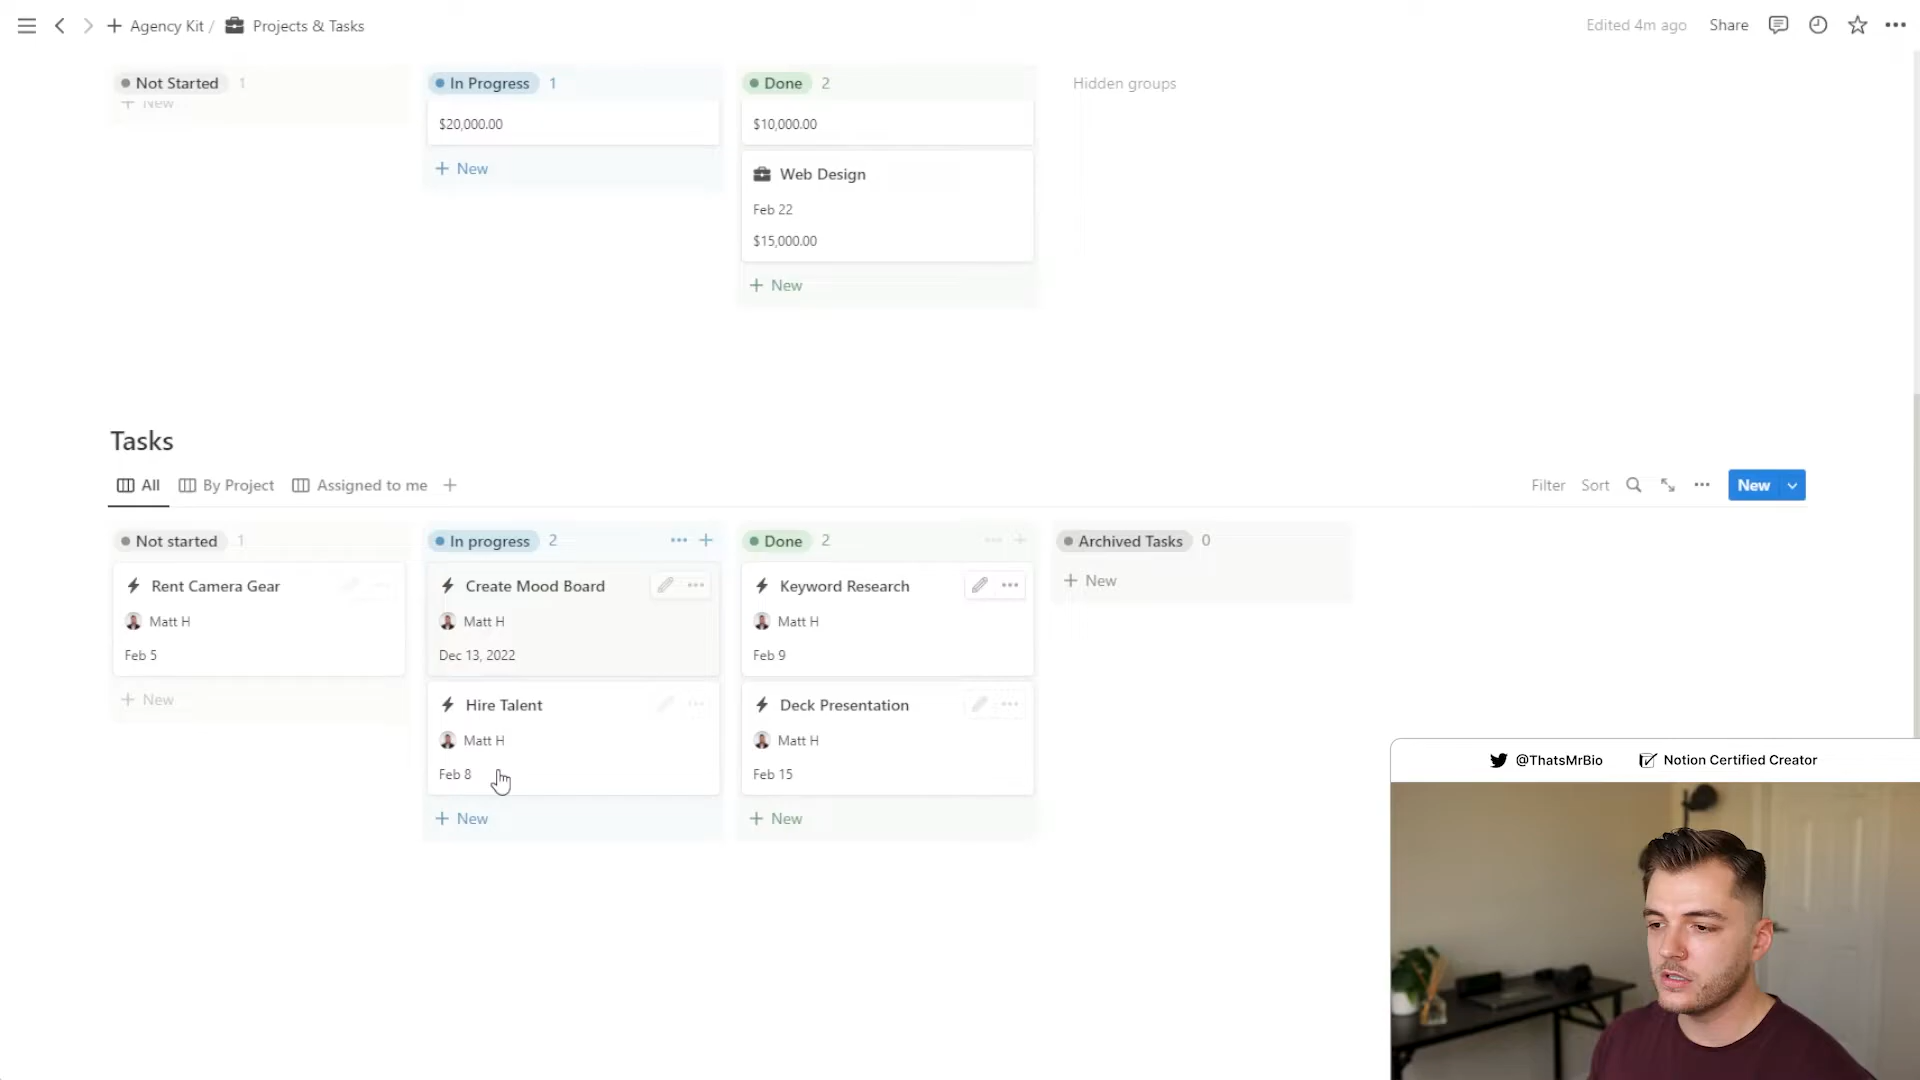 Agency Kit / Projects & Tasks
Edited 4m ago Share
Not Started 1
New
In Progress 1
$20,000.00
New
Done 2
$10,000.00
Web Design
Feb 22
$15,000.00
New
Hidden groups
Tasks
All By Project Assigned to me
Filter Sort New
Not started 1
Rent Camera Gear
Matt H
Feb 5
New
In progress 2
Create Mood Board
Matt H
Dec 13, 2022
Hire Talent
Matt H
Feb 8
New
Done 2
Keyword Research
Matt H
Feb 9
Deck Presentation
Matt H
Feb 15
New
Archived Tasks 0
New
@ThatsMrBio Notion Certified Creator